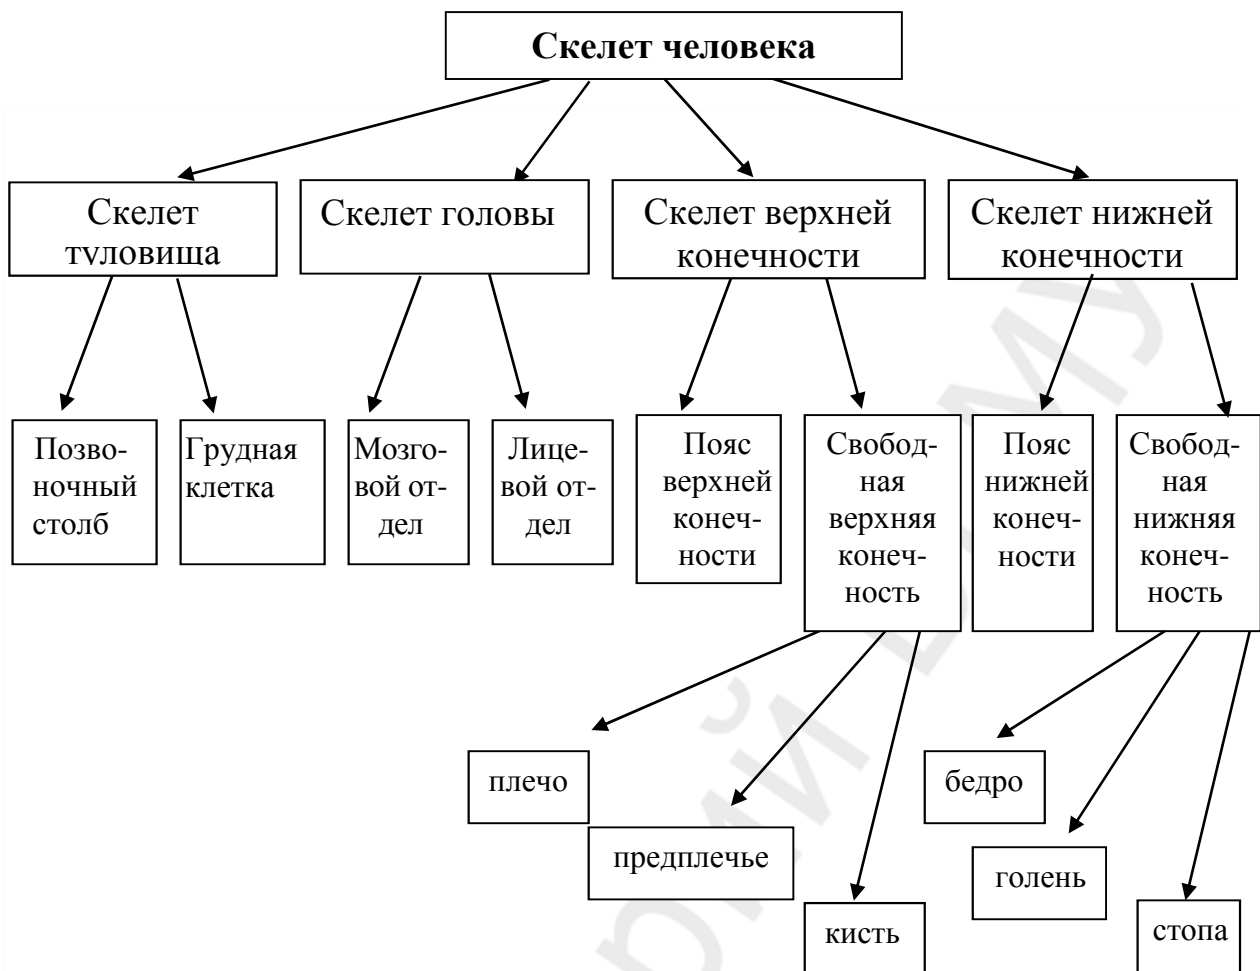 Скелет человека
Скелет
туловища
Скелет головы
Скелет верхней
конечности
Скелет нижней
конечности
Позво-
ночный
столб
Грудная
клетка
Мозго-
вой от-
дел
Лице-
вой от-
дел
Пояс
верхней
конеч-
ности
Свобод-
ная
верхняя
конеч-
ность
Пояс
нижней
конеч-
ности
Свобод-
ная
нижняя
конеч-
ность
плечо
предплечье
кисть
бедро
голень
стопа